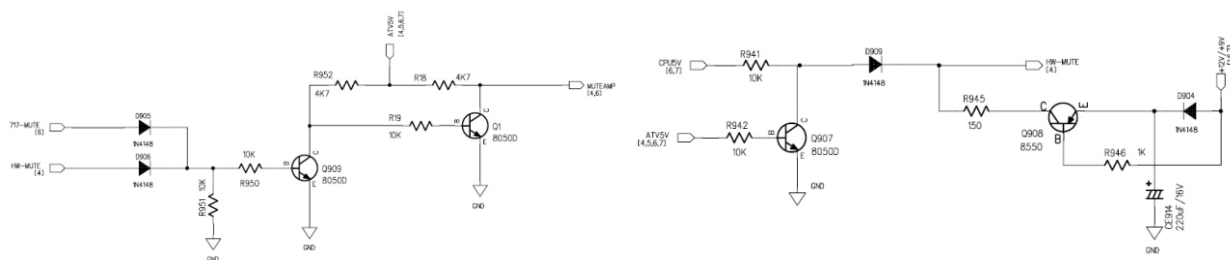 ATV5V
[4,5,6,7]
R952
4K7
R18
4K7
MUTEAMP
[4,6]
717-MUTE
[6]
D905
1N4148
HW-MUTE
[4]
D906
1N4148
R951 10K
GND
10K
R950
B
C
E
Q909
8050D
GND
R19
10K
B
C
E
Q1
8050D
GND
CPU5V
[6,7]
R941
10K
ATV5V
[4,5,6,7]
R942
10K
B
C
E
Q907
8050D
GND
D909
1N4148
HW-MUTE
[4]
R945
150
C
E
B
Q908
8550
R946
1K
D904
1N4148
+12V/+9V
+
CE914
220uF/16V
GND